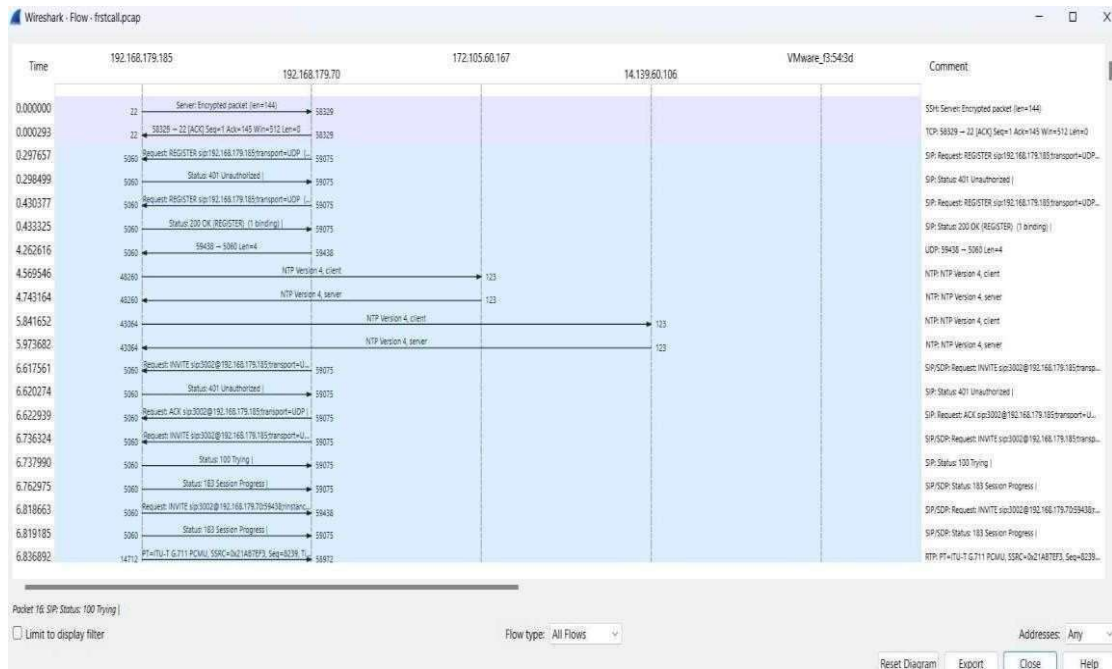 Wireshark · Flow · frstcall.pcap
Time 192.168.179.185 192.168.179.70 172.105.60.167 14.139.60.106 VMware_f3:54:3d Comment
0.000000 22 Server: Encrypted packet (len=144) 58329 SSH: Server: Encrypted packet (len=144)
0.000293 22 58329 → 22 [ACK] Seq=1 Ack=145 Win=512 Len=0 58329 TCP: 58329 → 22 [ACK] Seq=1 Ack=145 Win=512 Len=0
0.297657 5060 Request: REGISTER sip:192.168.179.185;transport=UDP (... 59075 SIP: Request: REGISTER sip:192.168.179.185;transport=UDP...
0.298499 5060 Status: 401 Unauthorized | 59075 SIP: Status: 401 Unauthorized |
0.430377 5060 Request: REGISTER sip:192.168.179.185;transport=UDP (... 59075 SIP: Request: REGISTER sip:192.168.179.185;transport=UDP...
0.433325 5060 Status: 200 OK (REGISTER) (1 binding) | 59075 SIP: Status: 200 OK (REGISTER) (1 binding) |
4.262616 5060 59438 → 5060 Len=4 59438 UDP: 59438 → 5060 Len=4
4.569546 48260 NTP Version 4, client 123 NTP: NTP Version 4, client
4.743164 48260 NTP Version 4, server 123 NTP: NTP Version 4, server
5.841652 43064 NTP Version 4, client 123 NTP: NTP Version 4, client
5.973682 43064 NTP Version 4, server 123 NTP: NTP Version 4, server
6.617561 5060 Request: INVITE sip:3002@192.168.179.185;transport=U... 59075 SIP/SDP: Request: INVITE sip:3002@192.168.179.185;transp...
6.620274 5060 Status: 401 Unauthorized | 59075 SIP: Status: 401 Unauthorized |
6.622939 5060 Request: ACK sip:3002@192.168.179.185;transport=UDP | 59075 SIP: Request: ACK sip:3002@192.168.179.185;transport=U...
6.736324 5060 Request: INVITE sip:3002@192.168.179.185;transport=U... 59075 SIP/SDP: Request: INVITE sip:3002@192.168.179.185;transp...
6.737990 5060 Status: 100 Trying | 59075 SIP: Status: 100 Trying |
6.762975 5060 Status: 183 Session Progress | 59075 SIP/SDP: Status: 183 Session Progress |
6.818663 5060 Request: INVITE sip:3002@192.168.179.70:59438;rinstanc... 59438 SIP/SDP: Request: INVITE sip:3002@192.168.179.70:59438;r...
6.819185 5060 Status: 183 Session Progress | 59075 SIP/SDP: Status: 183 Session Progress |
6.836892 14712 PT=ITU-T G.711 PCMU, SSRC=0x21AB7EF3, Seq=8239, Ti... 58972 RTP: PT=ITU-T G.711 PCMU, SSRC=0x21AB7EF3, Seq=8239...
Packet 16: SIP: Status: 100 Trying |
Limit to display filter Flow type: All Flows Addresses: Any
Reset Diagram Export Close Help